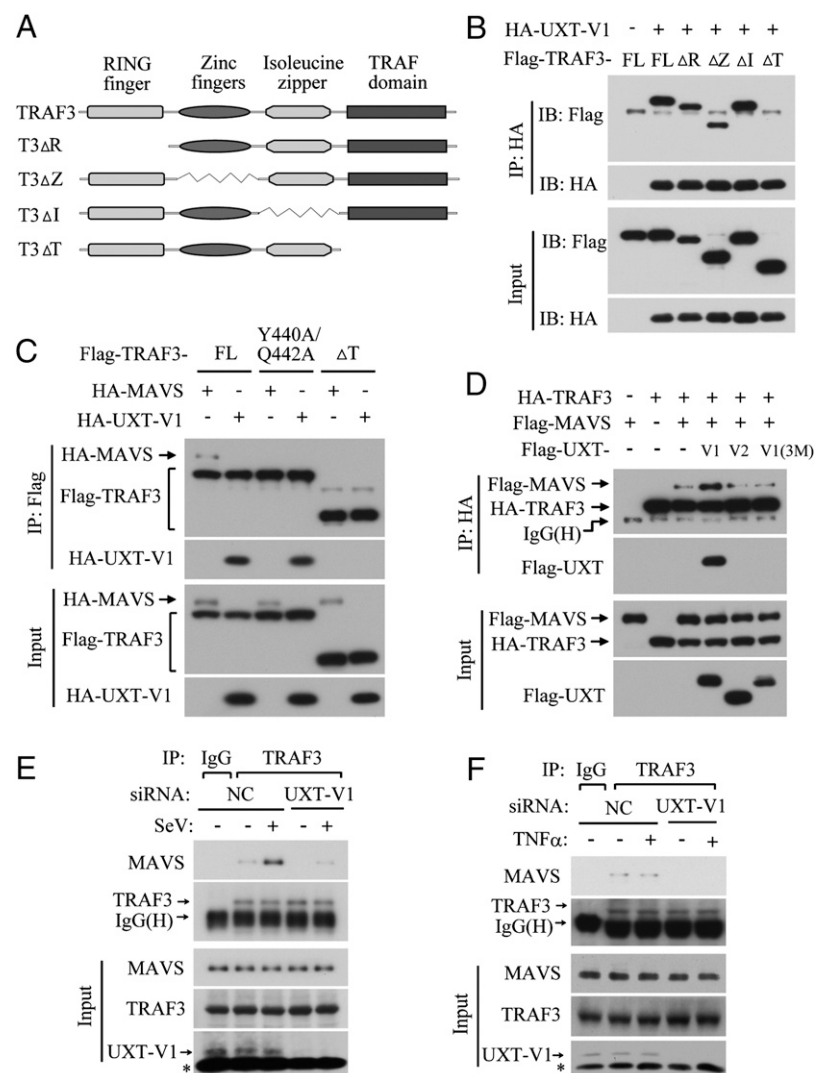 A
RING finger
Zinc fingers
Isoleucine zipper
TRAF domain
TRAF3
T3ΔR
T3ΔZ
T3ΔI
T3ΔT
B
HA-UXT-V1 - + + + + +
Flag-TRAF3- FL FL ΔR ΔZ ΔI ΔT
IP: HA
IB: Flag
IB: HA
Input
IB: Flag
IB: HA
C
Flag-TRAF3- FL Y440A/Q442A ΔT
HA-MAVS + - + - + -
HA-UXT-V1 - + - + - +
IP: Flag
HA-MAVS
Flag-TRAF3
HA-UXT-V1
Input
HA-MAVS
Flag-TRAF3
HA-UXT-V1
D
HA-TRAF3 - + + + + +
Flag-MAVS + - + + + +
Flag-UXT- - - - V1 V2 V1(3M)
IP: HA
Flag-MAVS
HA-TRAF3
IgG(H)
Flag-UXT
Input
Flag-MAVS
HA-TRAF3
Flag-UXT
E
IP: IgG TRAF3
siRNA: NC UXT-V1
SeV: - - + - +
MAVS
TRAF3
IgG(H)
Input
MAVS
TRAF3
UXT-V1
*
F
IP: IgG TRAF3
siRNA: NC UXT-V1
TNFα: - - + - +
MAVS
TRAF3
IgG(H)
Input
MAVS
TRAF3
UXT-V1
*